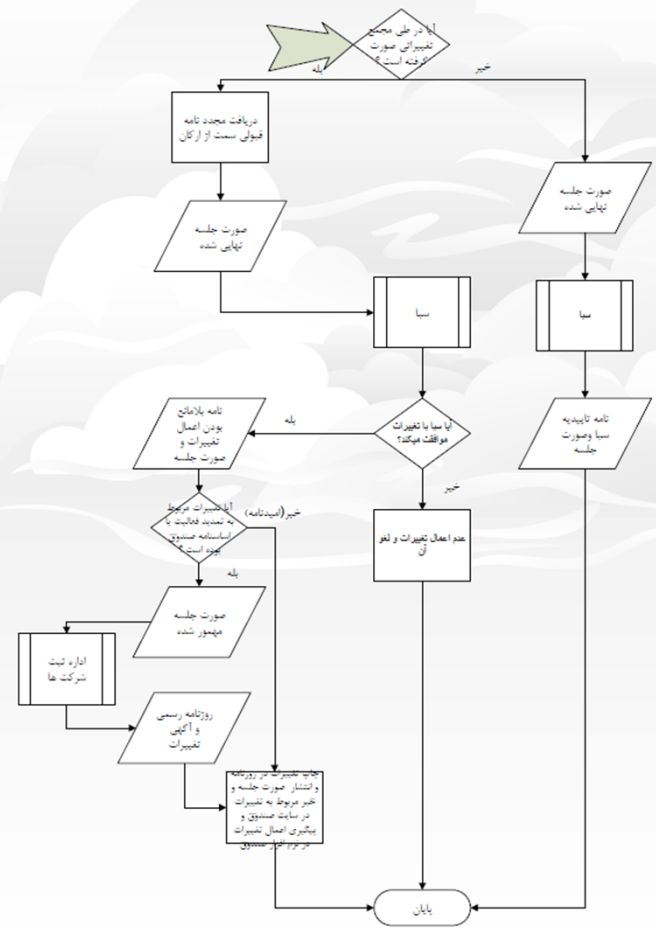 آیا در طی مجمع
تغییراتی صورت
گرفته است ؟
بله
خیر
دریافت مجدد نامه
قبولی سمت از ارکان
صورت جلسه
نهایی شده
صورت جلسه
نهایی شده
سبا
سبا
نامه بلامانع
بودن اعمال
تغییرات و
صورت جلسه
بله
آیا سبا با تغییرات
موافقت میکند؟
نامه تاییدیه
سبا وصورت
جلسه
خیر
آیا تغییرات مربوط
به تمدید فعالیت یا
اساسنامه صندوق
بوده است ؟
خیر(امیدنامه)
عدم اعمال تغییرات و لغو
آن
بله
صورت جلسه
مهمور شده
اداره ثبت
شرکت ها
روزنامه رسمی
و آگهی
تغییرات
چاپ تغییرات در روزنامه
و انتشار صورت جلسه و
خبر مربوط به تغییرات
در سایت صندوق و
پیگیری اعمال تغییرات
در نرم افزار صندوق
پایان